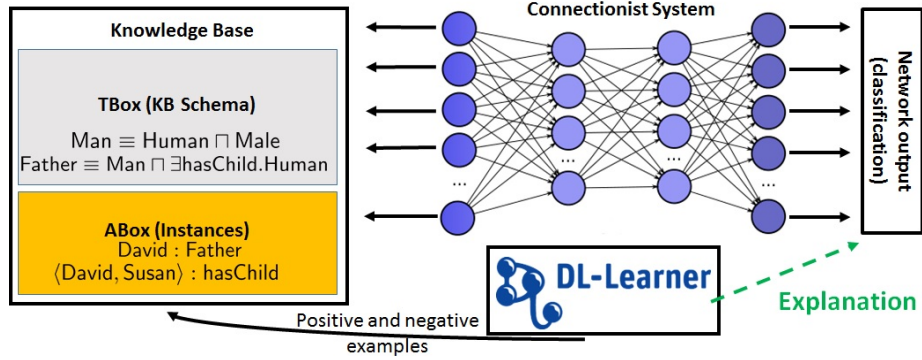 Knowledge Base
TBox (KB Schema)
Man ≡ Human ⊓ Male
Father ≡ Man ⊓ ∃hasChild.Human
ABox (Instances)
David : Father
⟨David, Susan⟩ : hasChild
Connectionist System
...
...
...
...
Network output
(classification)
DL-Learner
Explanation
Positive and negative
examples